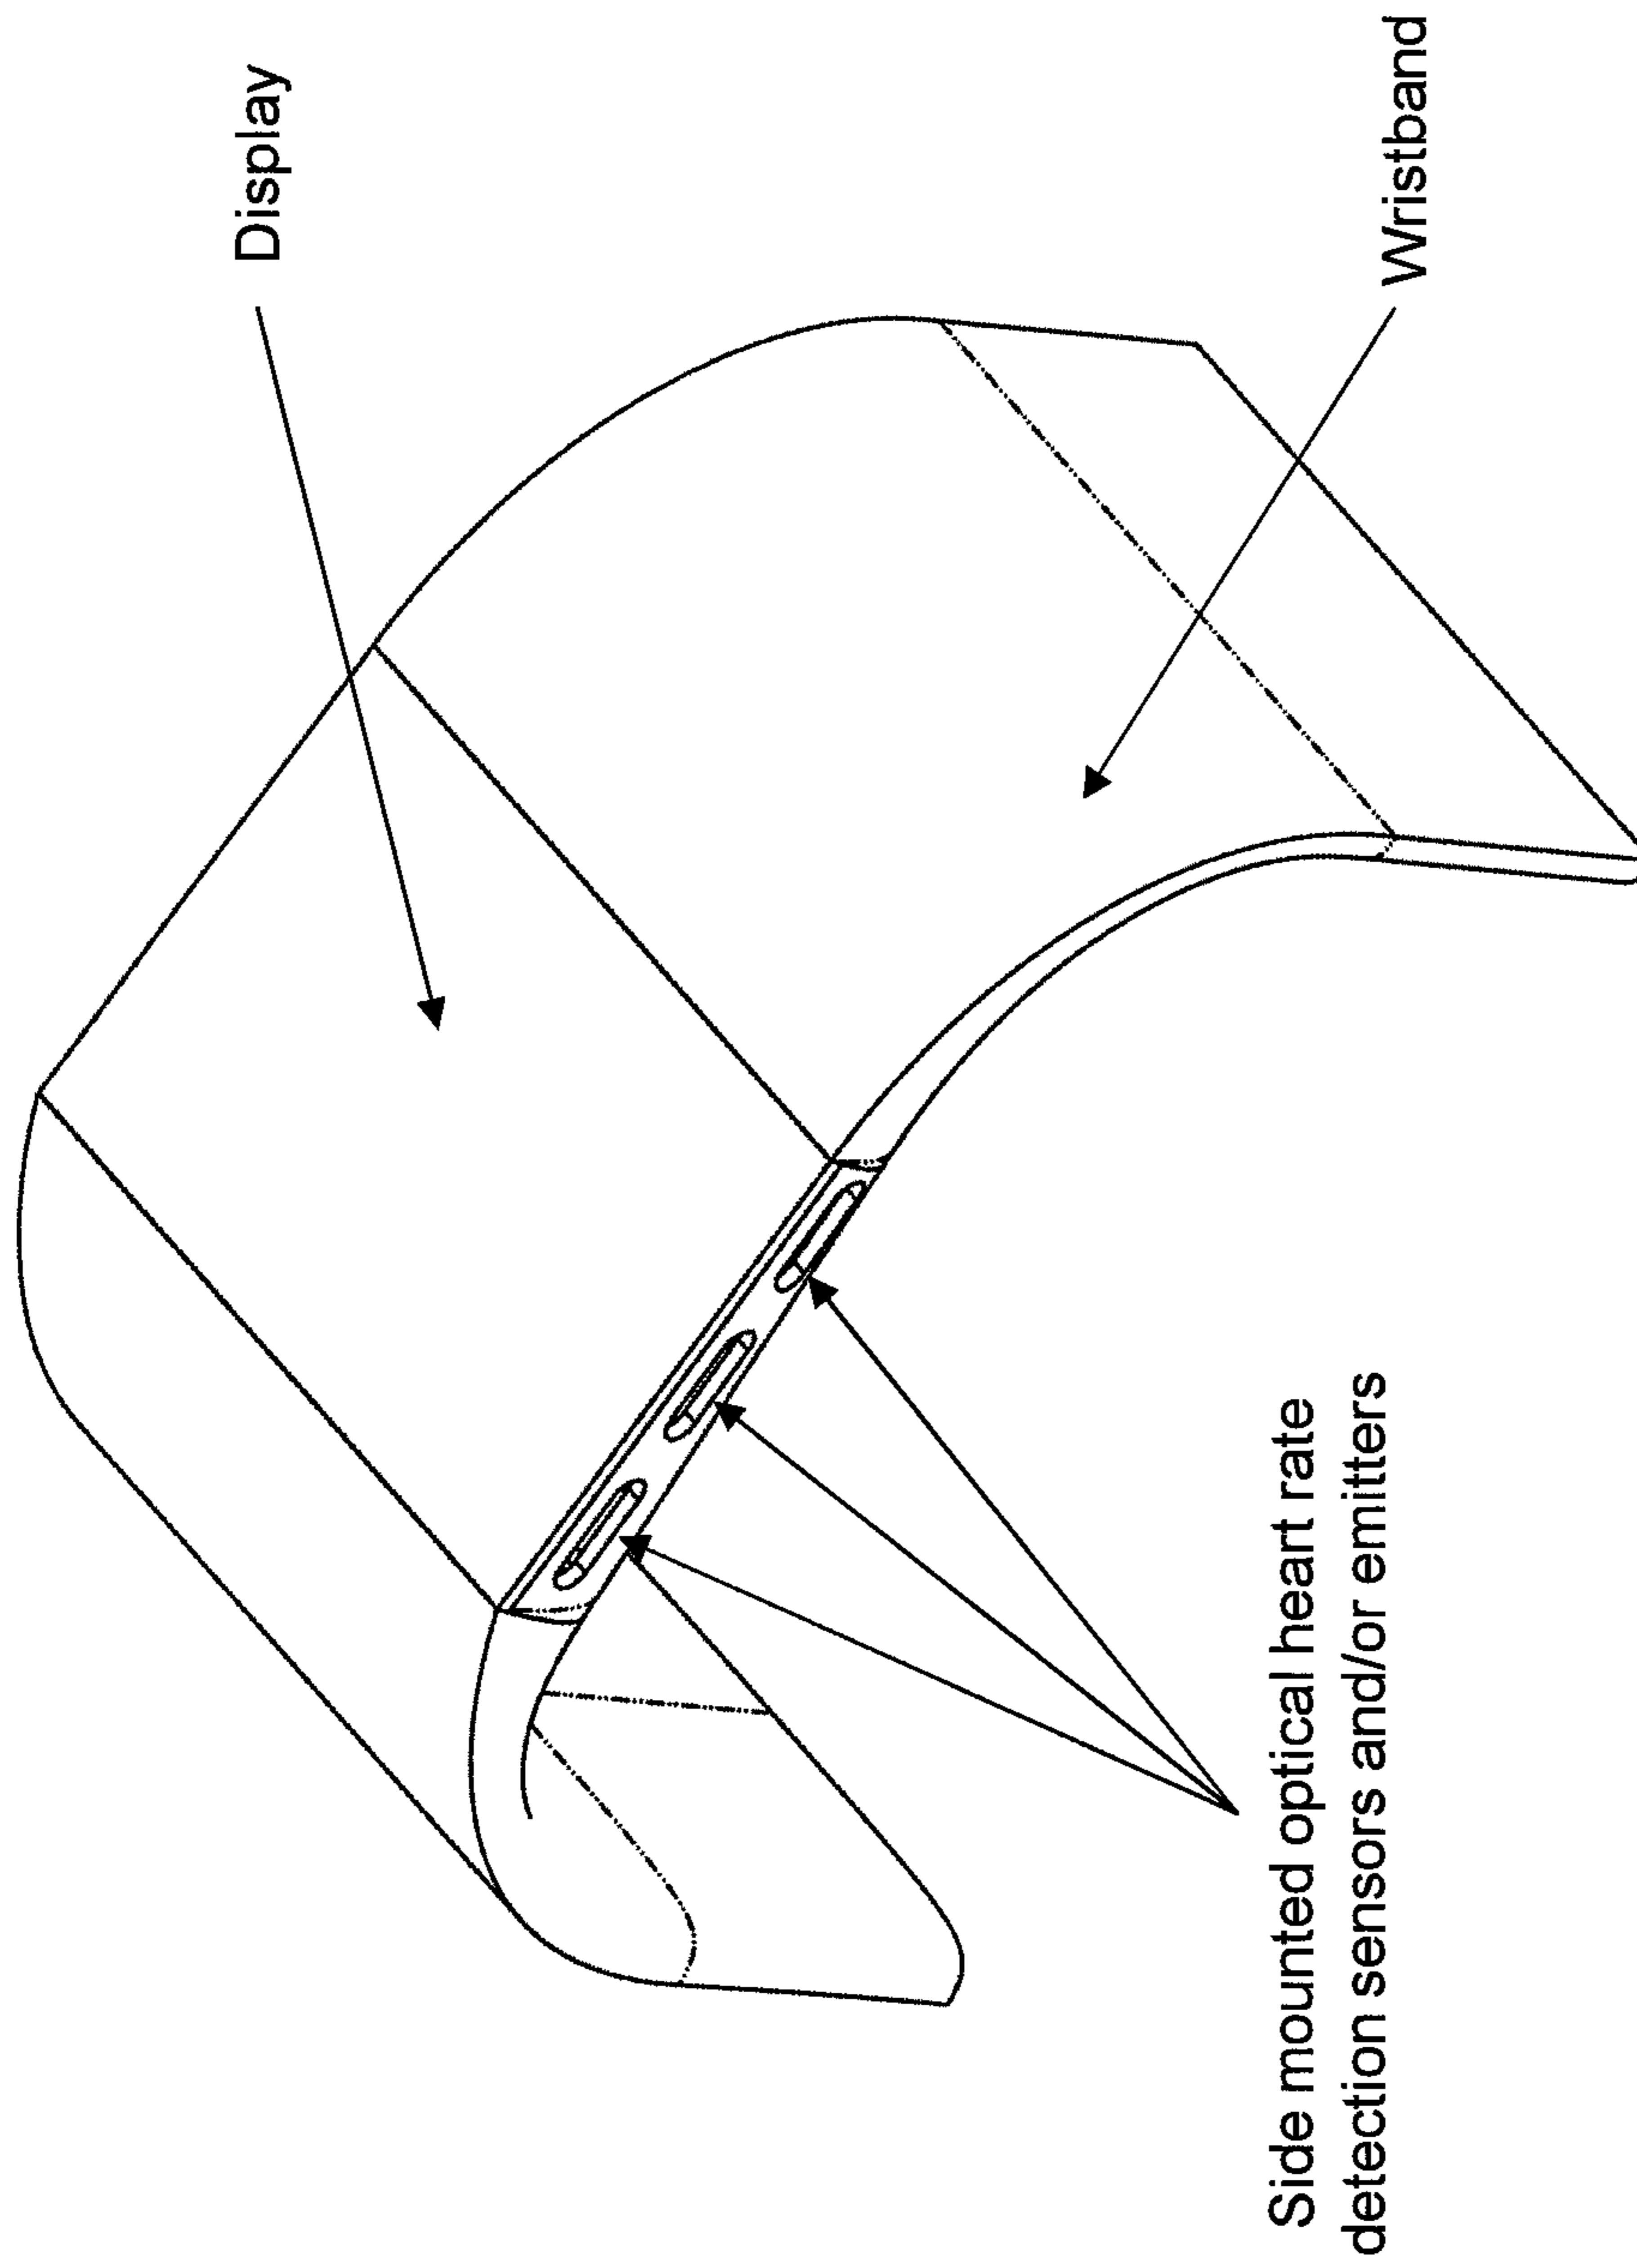 Display
Wristband
Side mounted optical heart rate
detection sensors and/or emitters